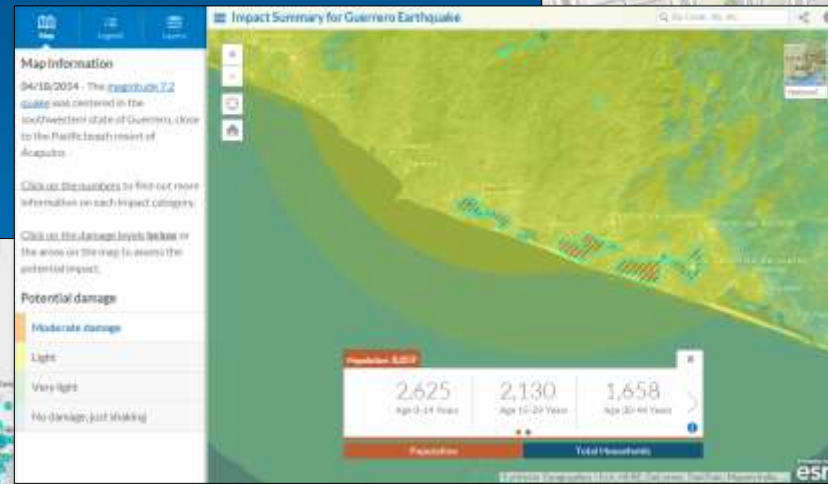 Map
Legend
Layers
Impact Summary for Guerrero Earthquake
Map Information
04/18/2014 - The magnitude 7.2
quake was centered in the
southwestern state of Guerrero, close
to the Pacific beach resort of
Acapulco.
Click on the numbers to find out more
information on each impact category.
Click on the damage levels below or
the areas on the map to assess the
potential impact.
Potential damage
Moderate damage
Light
Very light
No damage, just shaking
Population
2,625
2,130
1,658
Age 0-14 Years
Age 15-29 Years
Age 30-44 Years
Population
Total Households
esri